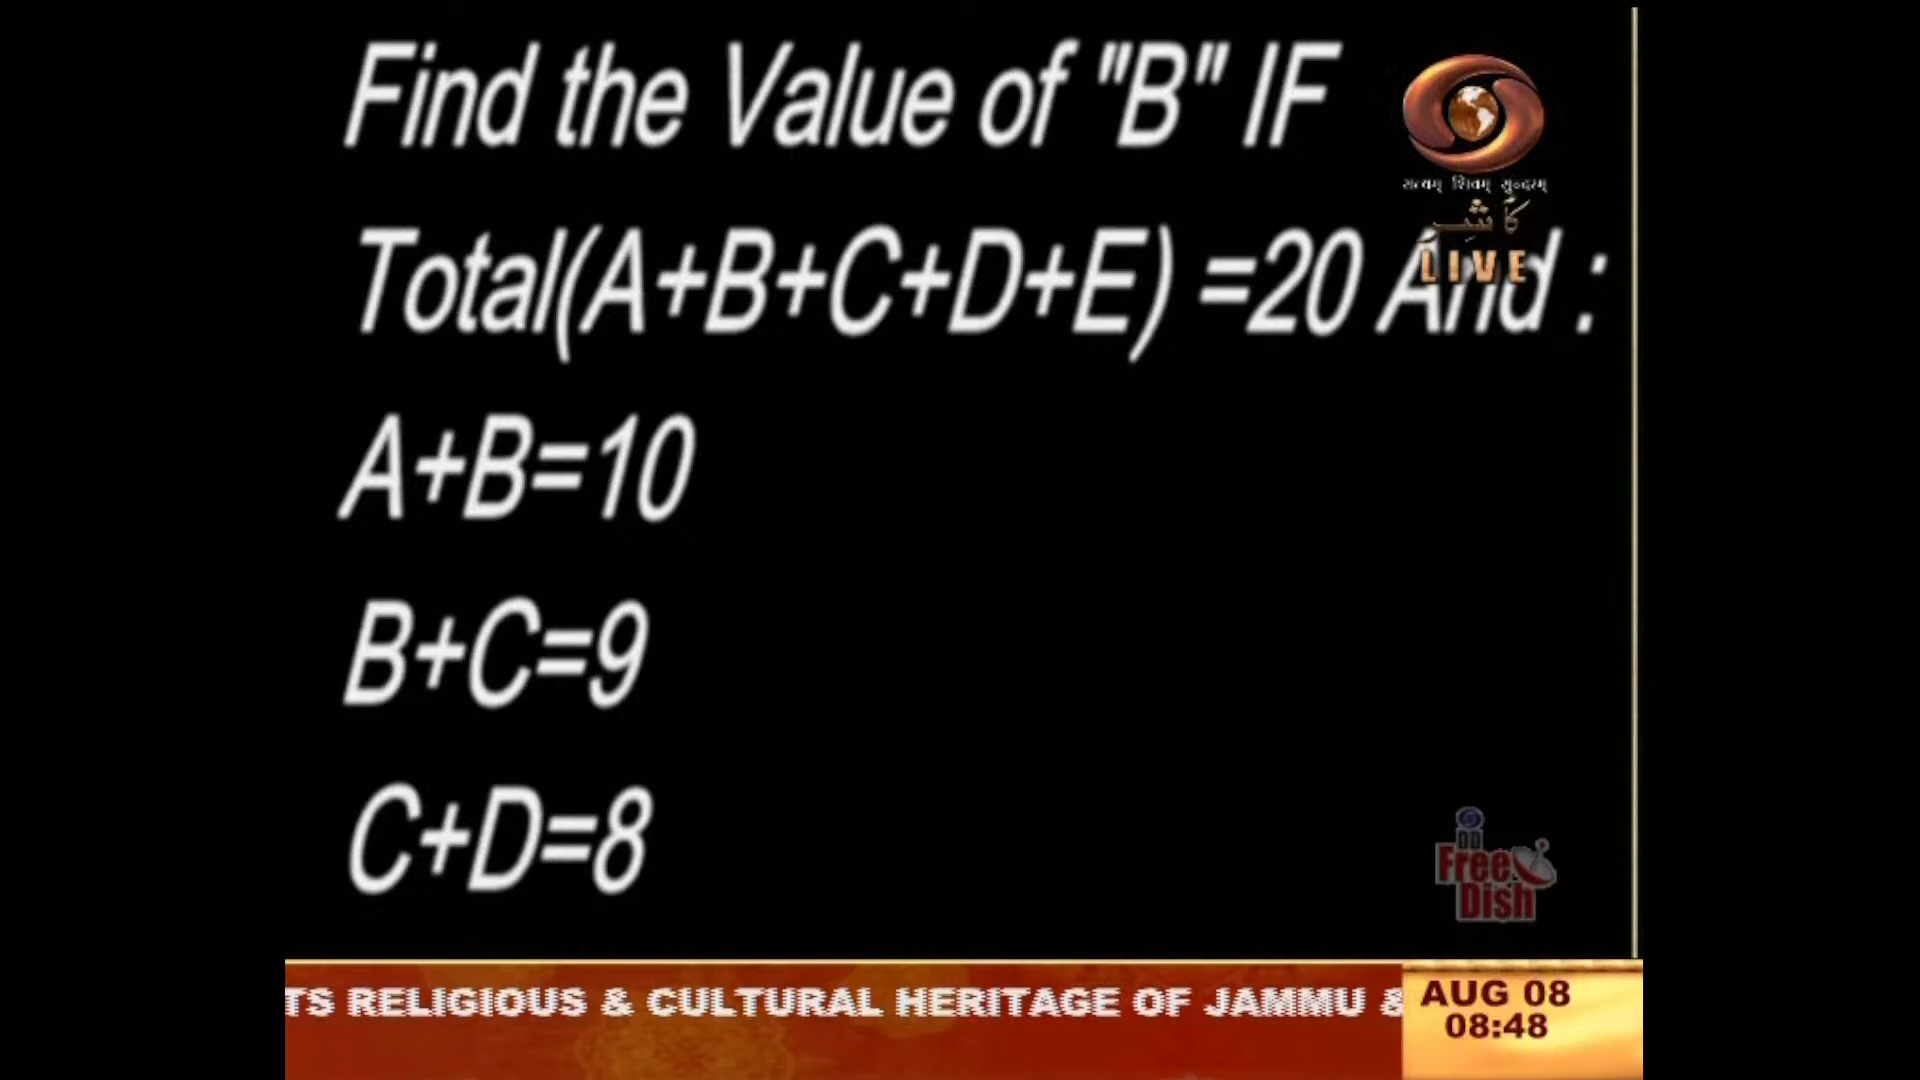 Find the Value of "B" IF
Total(A+B+C+D+E) =20 And :
A+B=10
B+C=9
C+D=8
सत्यम् शिवम् सुन्दरम्
کٲشِر
LIVE
DD
Free
Dish
TS RELIGIOUS & CULTURAL HERITAGE OF JAMMU &
AUG 08
08:48